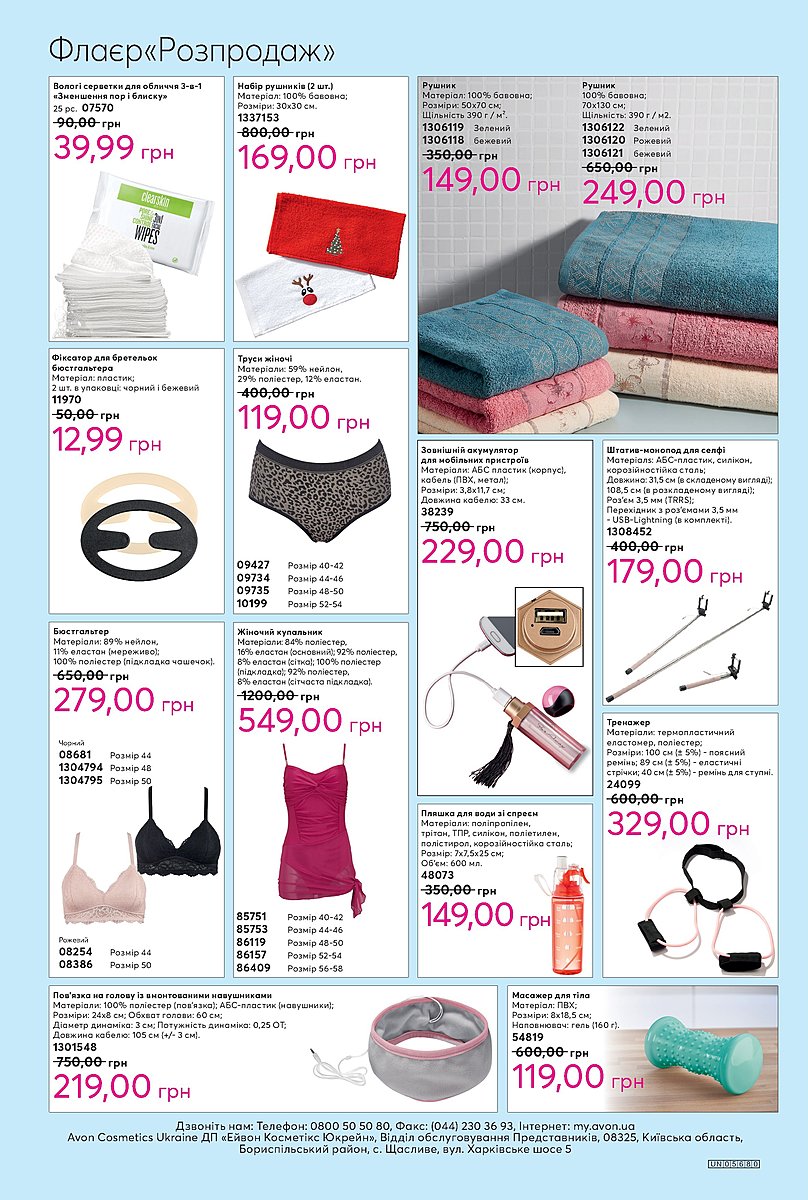 Флаєр«Розпродаж»
Вологі серветки для обличчя 3-в-1
«Зменшення пор і блиску»
25 pc. 07570
90,00 грн
39,99 грн
clearskin
WIPES
Набір рушників (2 шт.)
Матеріал: 100% бавовна;
Розміри: 30х30 см.
1337153
800,00 грн
169,00 грн
Рушник
Матеріал: 100% бавовна;
Розміри: 50х70 см;
Щільність 390 г / м².
1306119 Зелений
1306118 бежевий
350,00 грн
149,00 грн
Рушник
100% бавовна;
70х130 см;
Щільність: 390 г / м2.
1306122 Зелений
1306120 Рожевий
1306121 бежевий
650,00 грн
249,00 грн
Фіксатор для бретельок
бюстгальтера
Матеріал: пластик;
2 шт. в упаковці: чорний і бежевий
11970
50,00 грн
12,99 грн
Труси жіночі
Матеріали: 59% нейлон,
29% поліестер, 12% еластан.
400,00 грн
119,00 грн
09427 Розмір 40-42
09734 Розмір 44-46
09735 Розмір 48-50
10199 Розмір 52-54
Зовнішній акумулятор
для мобільних пристроїв
Матеріали: АБС пластик (корпус),
кабель (ПВХ, метал);
Розміри: 3,8х11,7 см;
Довжина кабелю: 33 см.
38239
750,00 грн
229,00 грн
Штатив-монопод для селфі
Матеріалs: АБС-пластик, силікон,
корозійностійка сталь;
Довжина: 31,5 см (в складеному вигляді);
108,5 см (в розкладеному вигляді);
Роз'єм 3,5 мм (TRRS);
Перехідник з роз'ємами 3,5 мм
- USB-Lightning (в комплекті).
1308452
400,00 грн
179,00 грн
Бюстгальтер
Матеріали: 89% нейлон,
11% еластан (мереживо);
100% поліестер (підкладка чашечок).
650,00 грн
279,00 грн
Чорний
08681 Розмір 44
1304794 Розмір 48
1304795 Розмір 50
Рожевий
08254 Розмір 44
08386 Розмір 50
Жіночий купальник
Матеріали: 84% поліестер,
16% еластан (основний); 92% поліестер,
8% еластан (сітка); 100% поліестер
(підкладка); 92% поліестер,
8% еластан (сітчаста підкладка).
1200,00 грн
549,00 грн
85751 Розмір 40-42
85753 Розмір 44-46
86119 Розмір 48-50
86157 Розмір 52-54
86409 Розмір 56-58
Тренажер
Матеріали: термопластичний
еластомер, поліестер;
Розміри: 100 см (± 5%) - поясний
ремінь; 89 см (± 5%) - еластичні
стрічки; 40 см (± 5%) - ремінь для ступні.
24099
600,00 грн
329,00 грн
Пляшка для води зі спреєм
Матеріали: поліпропілен,
трітан, ТПР, силікон, поліетилен,
полістирол, корозійностійка сталь;
Розмір: 7х7,5х25 см;
Об'єм: 600 мл.
48073
350,00 грн
149,00 грн
Пов'язка на голову із вмонтованими навушниками
Матеріали: 100% поліестер (пов'язка); АБС-пластик (навушники);
Розміри: 24х8 см; Обхват голови: 60 см;
Діаметр динаміка: 3 см; Потужність динаміка: 0,25 ОТ;
Довжина кабелю: 105 см (+/- 3 см).
1301548
750,00 грн
219,00 грн
Масажер для тіла
Матеріал: ПВХ;
Розміри: 8х18,5 см;
Наповнювач: гель (160 г).
54819
600,00 грн
119,00 грн
Дзвоніть нам: Телефон: 0800 50 50 80, Факс: (044) 230 36 93, Інтернет: my.avon.ua
Avon Cosmetics Ukraine ДП «Ейвон Косметікс Юкрейн», Відділ обслуговування Представників, 08325, Київська область,
Бориспільський район, с. Щасливе, вул. Харківське шосе 5
UN05680